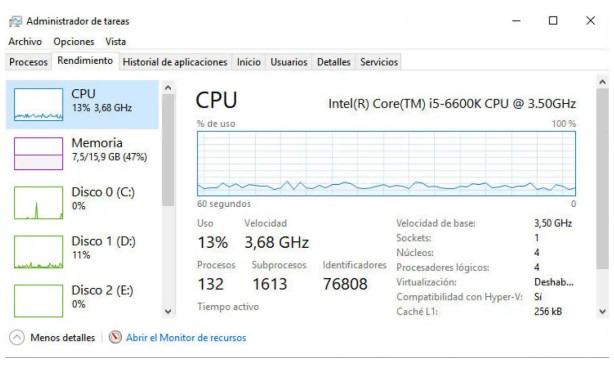 Administrador de tareas
Archivo Opciones Vista
Procesos Rendimiento Historial de aplicaciones Inicio Usuarios Detalles Servicios
CPU
13% 3,68 GHz
Memoria
7,5/15,9 GB (47%)
Disco 0 (C:)
0%
Disco 1 (D:)
11%
Disco 2 (E:)
0%
CPU Intel(R) Core(TM) i5-6600K CPU @ 3.50GHz
% de uso 100 %
60 segundos 0
Uso Velocidad
13% 3,68 GHz
Procesos Subprocesos Identificadores
132 1613 76808
Tiempo activo
Velocidad de base: 3,50 GHz
Sockets: 1
Núcleos: 4
Procesadores lógicos: 4
Virtualización: Deshab...
Compatibilidad con Hyper-V: Sí
Caché L1: 256 kB
Menos detalles Abrir el Monitor de recursos